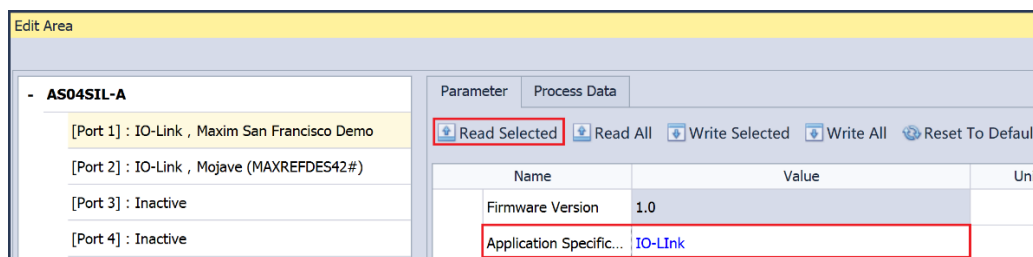 Edit Area
- AS04SIL-A
[Port 1] : IO-Link , Maxim San Francisco Demo
[Port 2] : IO-Link , Mojave (MAXREFDES42#)
[Port 3] : Inactive
[Port 4] : Inactive
Parameter Process Data
Read Selected Read All Write Selected Write All Reset To Defaul
Name Value Un
Firmware Version 1.0
Application Specific... IO-LInk